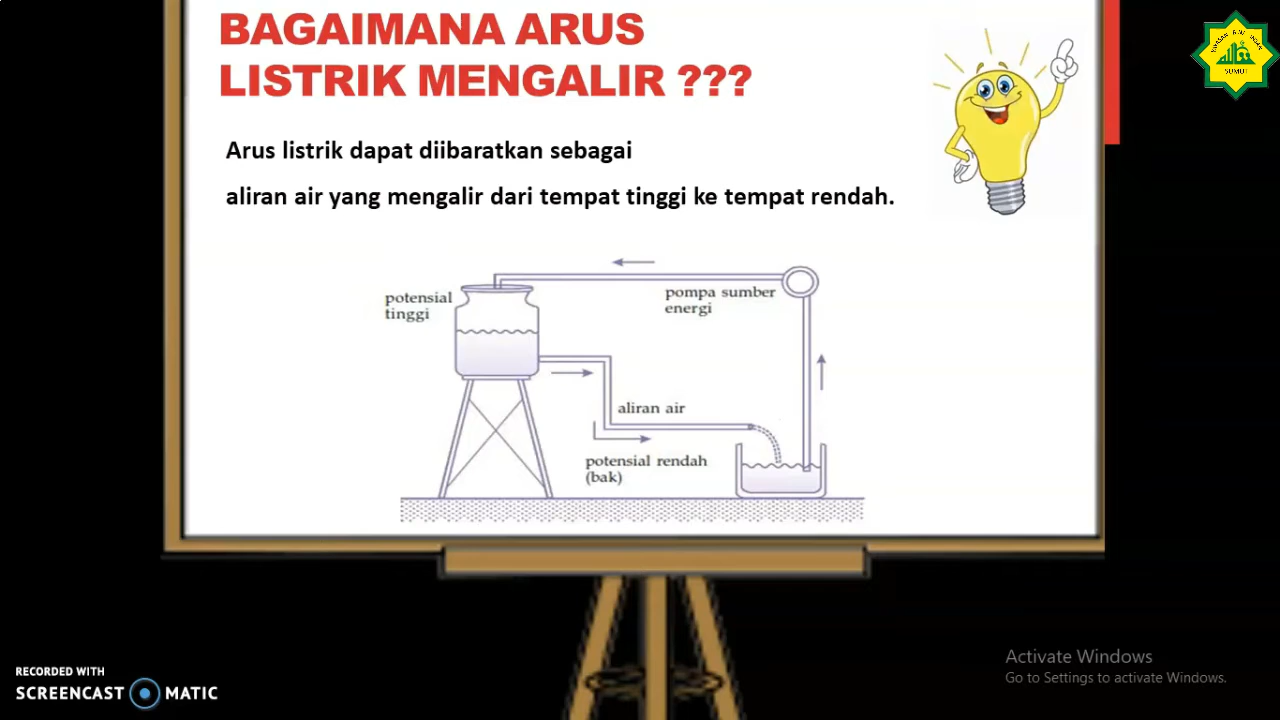 BAGAIMANA ARUS
LISTRIK MENGALIR ???
Arus listrik dapat diibaratkan sebagai
aliran air yang mengalir dari tempat tinggi ke tempat rendah.
potensial
tinggi
pompa sumber
energi
aliran air
potensial rendah
(bak)
SUMUT
RECORDED WITH
SCREENCAST MATIC
Activate Windows
Go to Settings to activate Windows.